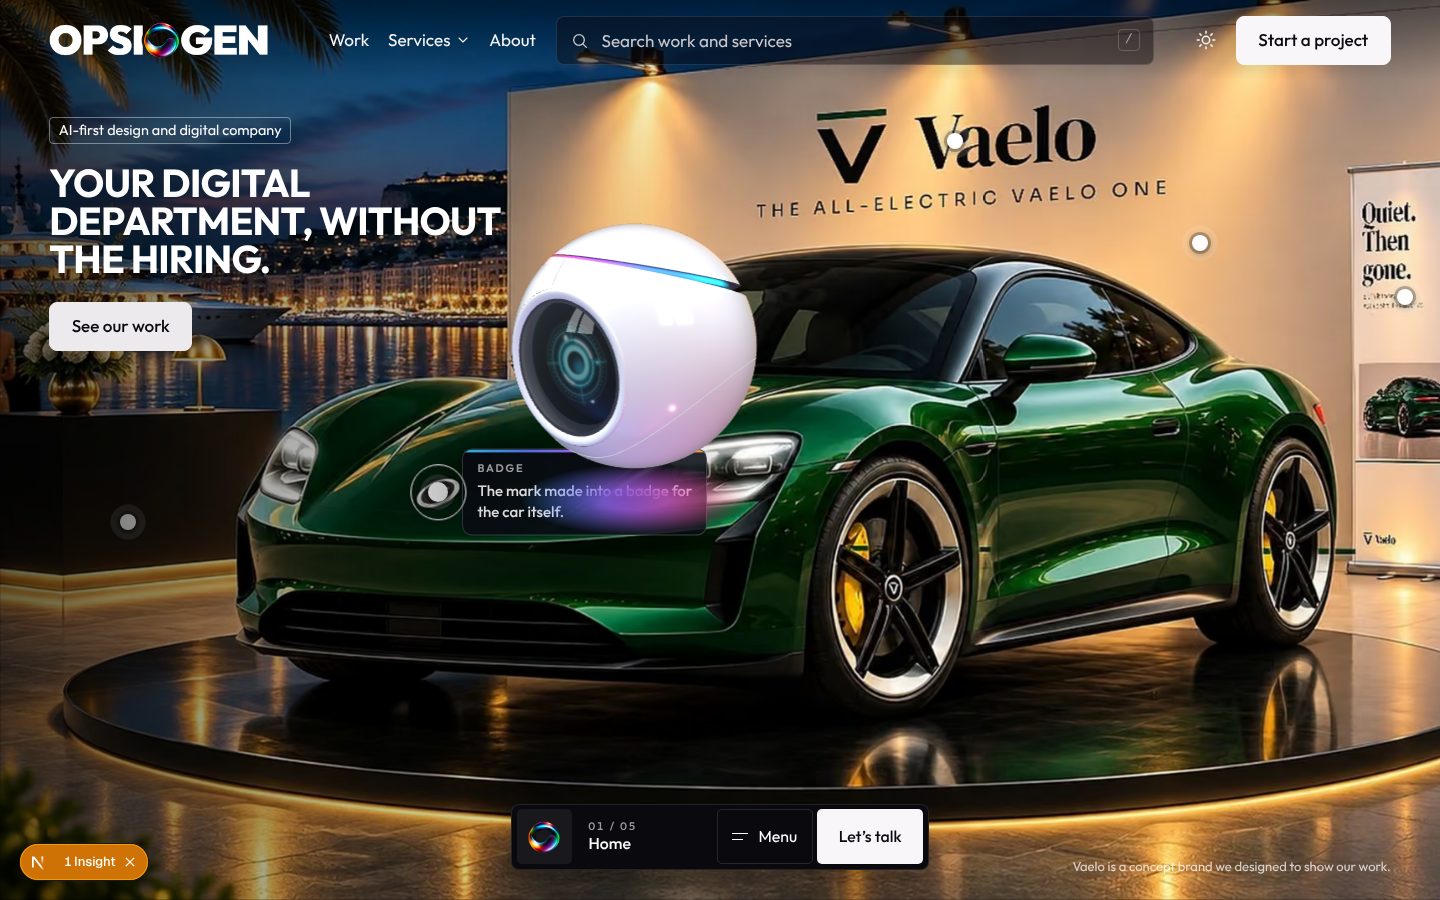 OPSIOGEN
Work
Services
About
Search work and services
/
Start a project
AI-first design and digital company
YOUR DIGITAL
DEPARTMENT, WITHOUT
THE HIRING.
See our work
Vaelo
THE ALL-ELECTRIC VAELO ONE
Quiet.
Then
gone.
Vaelo
BADGE
The mark made into a badge for
the car itself.
01 / 05
Home
Menu
Let's talk
1 Insight
Vaelo is a concept brand we designed to show our work.